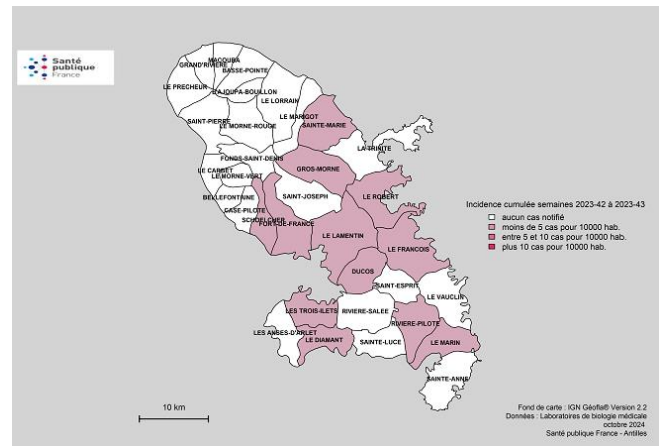 Santé
publique
France
MACOUBA
GRAND'RIVIERE
BASSE-POINTE
LE PRECHEUR
L'AJOUPA-BOUILLON
LE LORRAIN
LE MARIGOT
SAINTE-MARIE
SAINT-PIERRE
LE MORNE-ROUGE
LA TRINITE
FONDS-SAINT-DENIS
GROS-MORNE
LE CARBET
LE MORNE-VERT
BELLEFONTAINE
SAINT-JOSEPH
LE ROBERT
CASE-PILOTE
SCHOELCHER
FORT-DE-FRANCE
LE LAMENTIN
LE FRANCOIS
DUCOS
SAINT-ESPRIT
LE VAUCLIN
LES TROIS-ILETS
RIVIERE-SALEE
RIVIERE-PILOTE
LES ANSES-D'ARLET
LE DIAMANT
SAINTE-LUCE
LE MARIN
SAINTE-ANNE
Incidence cumulée semaines 2023-42 à 2023-43
aucun cas notifié
moins de 5 cas pour 10000 hab.
entre 5 et 10 cas pour 10000 hab.
plus 10 cas pour 10000 hab.
10 km
Fond de carte : IGN Géofla® Version 2.2
Données : Laboratoires de biologie médicale
octobre 2024
Santé publique France - Antilles